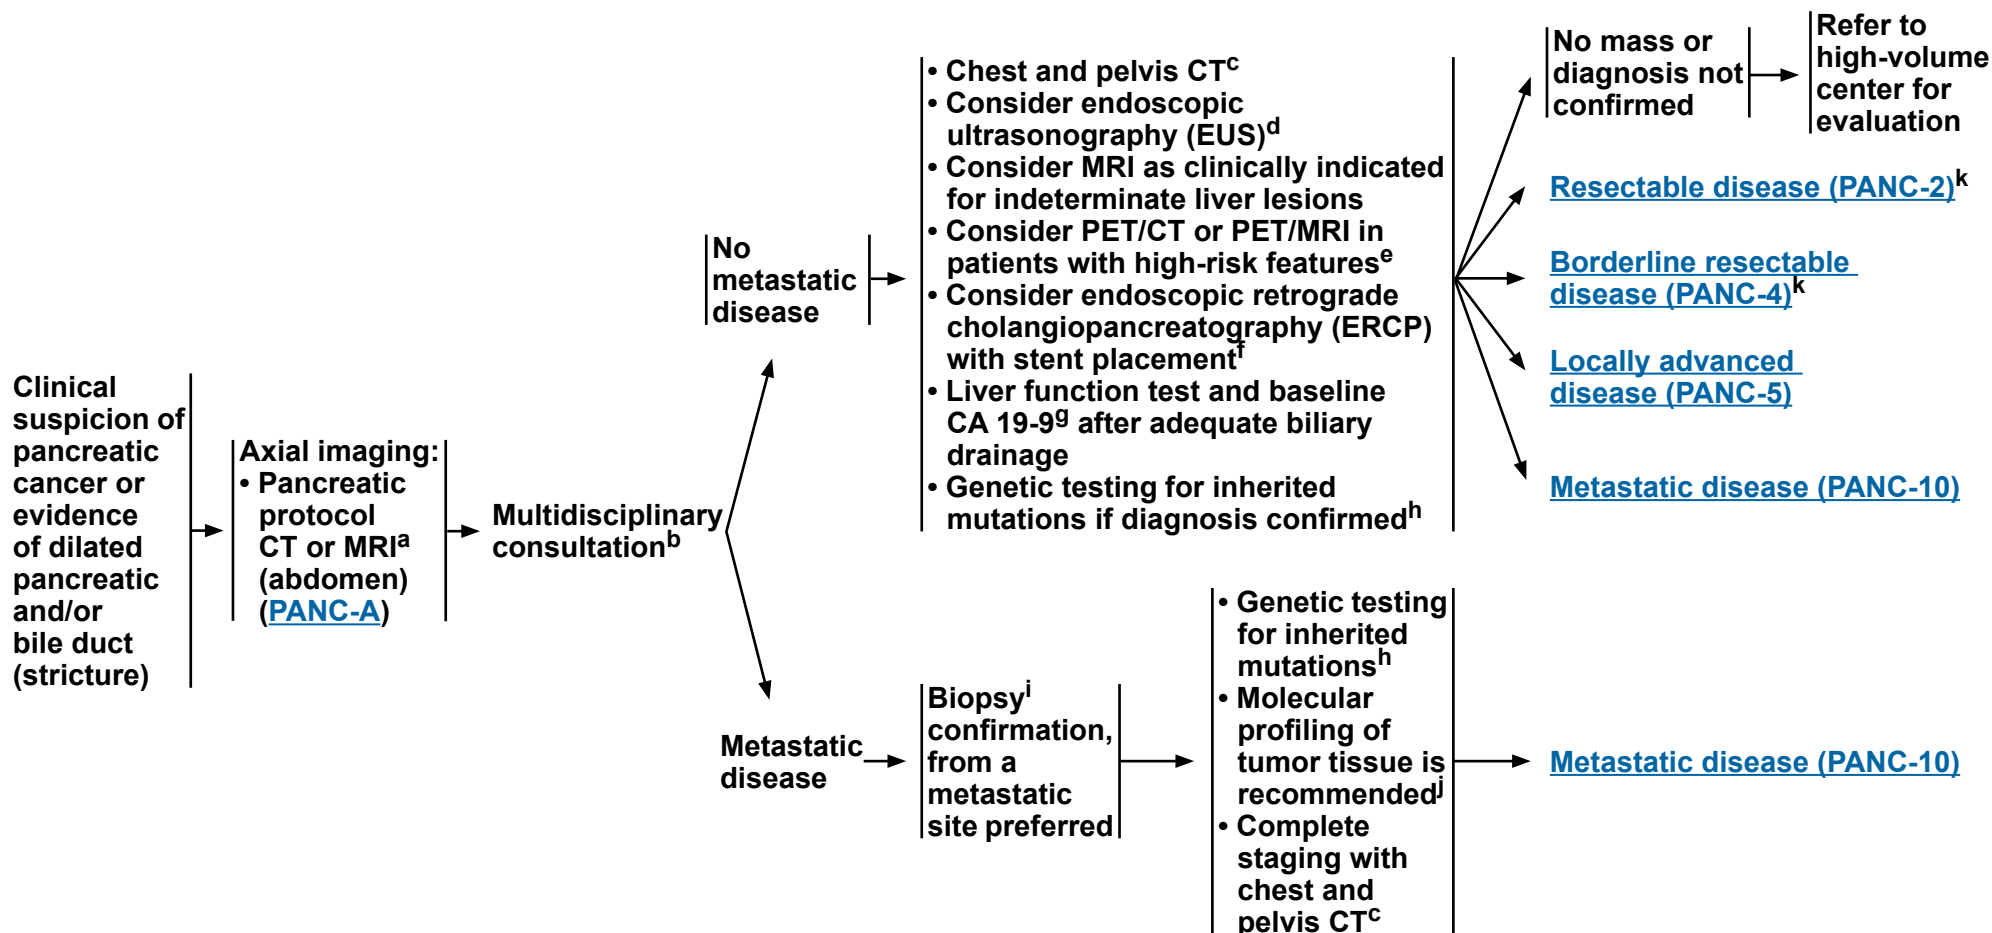 Clinical
suspicion of
pancreatic
cancer or
evidence
of dilated
pancreatic
and/or
bile duct
(stricture)
Axial imaging:
• Pancreatic
protocol
CT or MRIa
(abdomen)
(PANC-A)
Multidisciplinary
consultationb
No
metastatic
disease
• Chest and pelvis CTc
• Consider endoscopic
ultrasonography (EUS)d
• Consider MRI as clinically indicated
for indeterminate liver lesions
• Consider PET/CT or PET/MRI in
patients with high-risk featurese
• Consider endoscopic retrograde
cholangiopancreatography (ERCP)
with stent placementf
• Liver function test and baseline
CA 19-9g after adequate biliary
drainage
• Genetic testing for inherited
mutations if diagnosis confirmedh
No mass or
diagnosis not
confirmed
Refer to
high-volume
center for
evaluation
Resectable disease (PANC-2)k
Borderline resectable
disease (PANC-4)k
Locally advanced
disease (PANC-5)
Metastatic disease (PANC-10)
Metastatic
disease
Biopsyi
confirmation,
from a
metastatic
site preferred
• Genetic testing
for inherited
mutationsh
• Molecular
profiling of
tumor tissue is
recommendedj
• Complete
staging with
chest and
pelvis CTc
Metastatic disease (PANC-10)